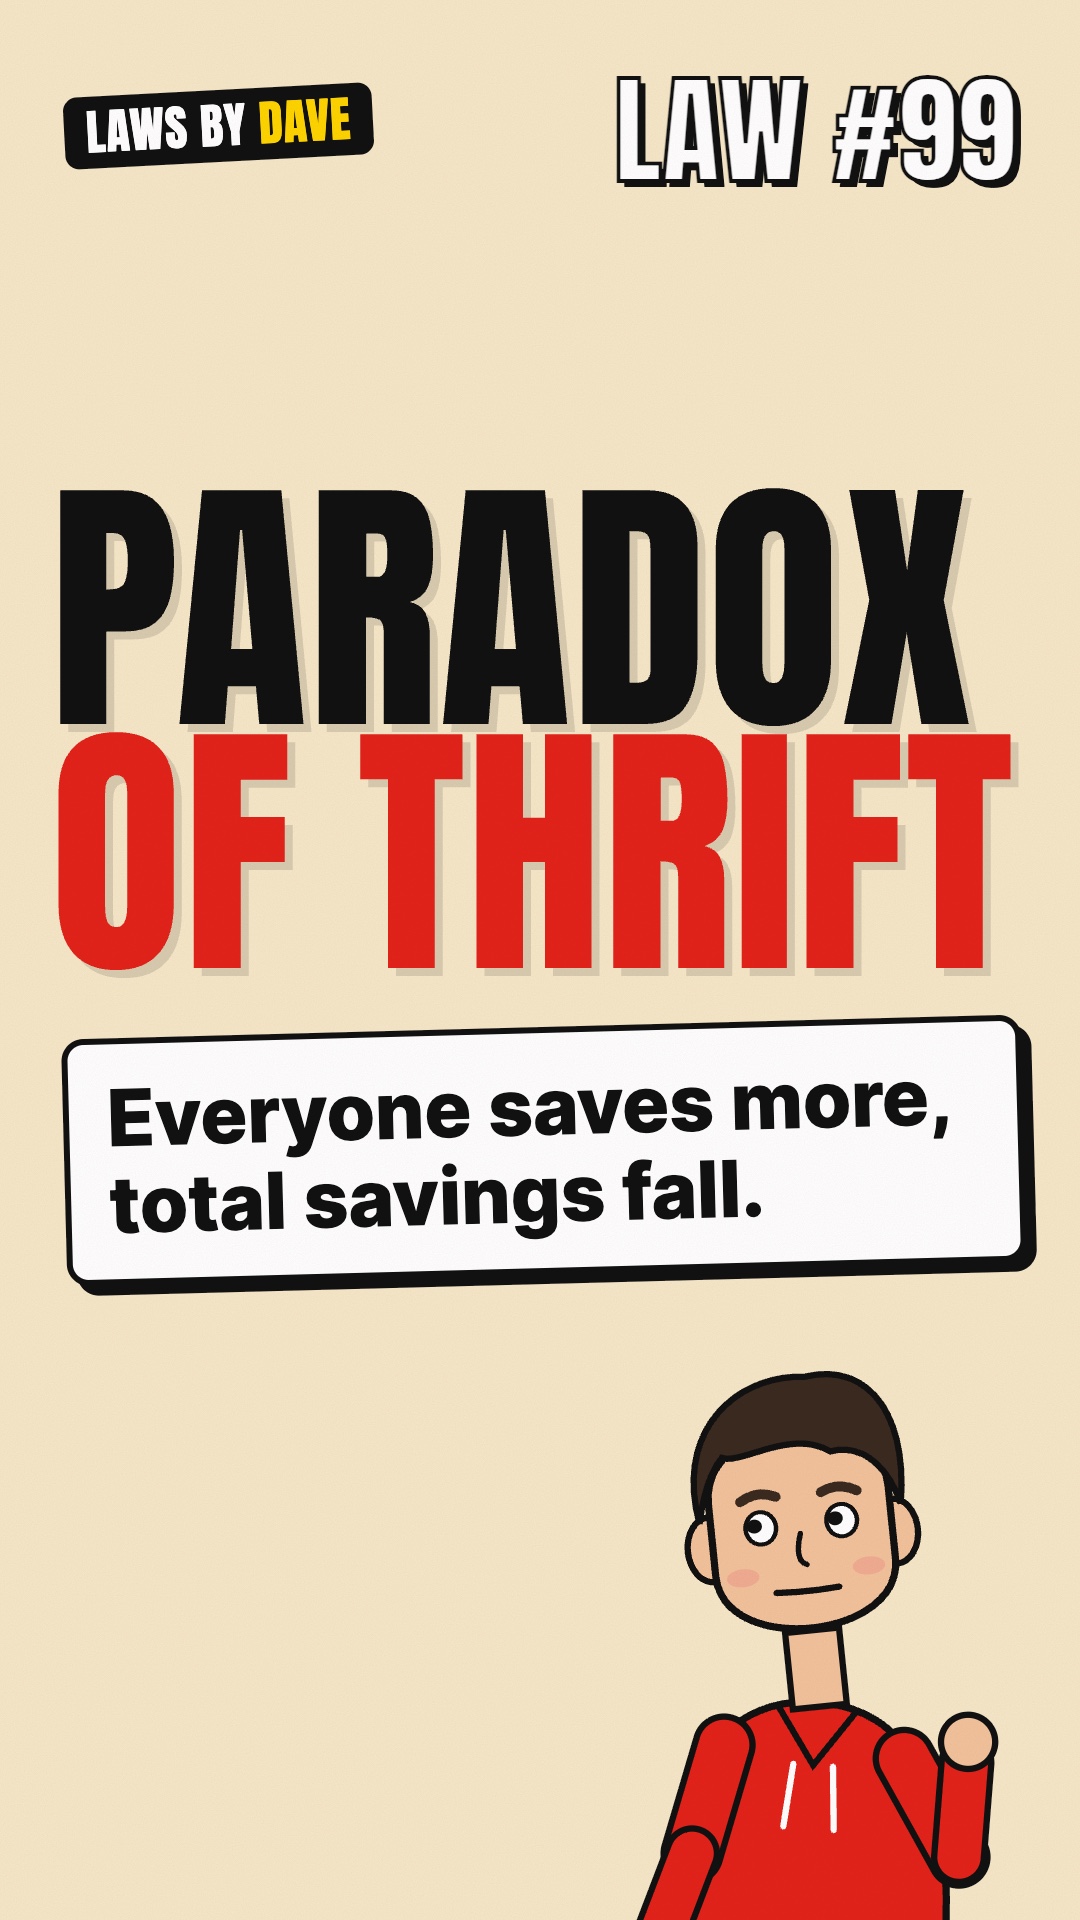 LAWS BY DAVE
LAW #99
PARADOX
OF THRIFT
Everyone saves more,
total savings fall.